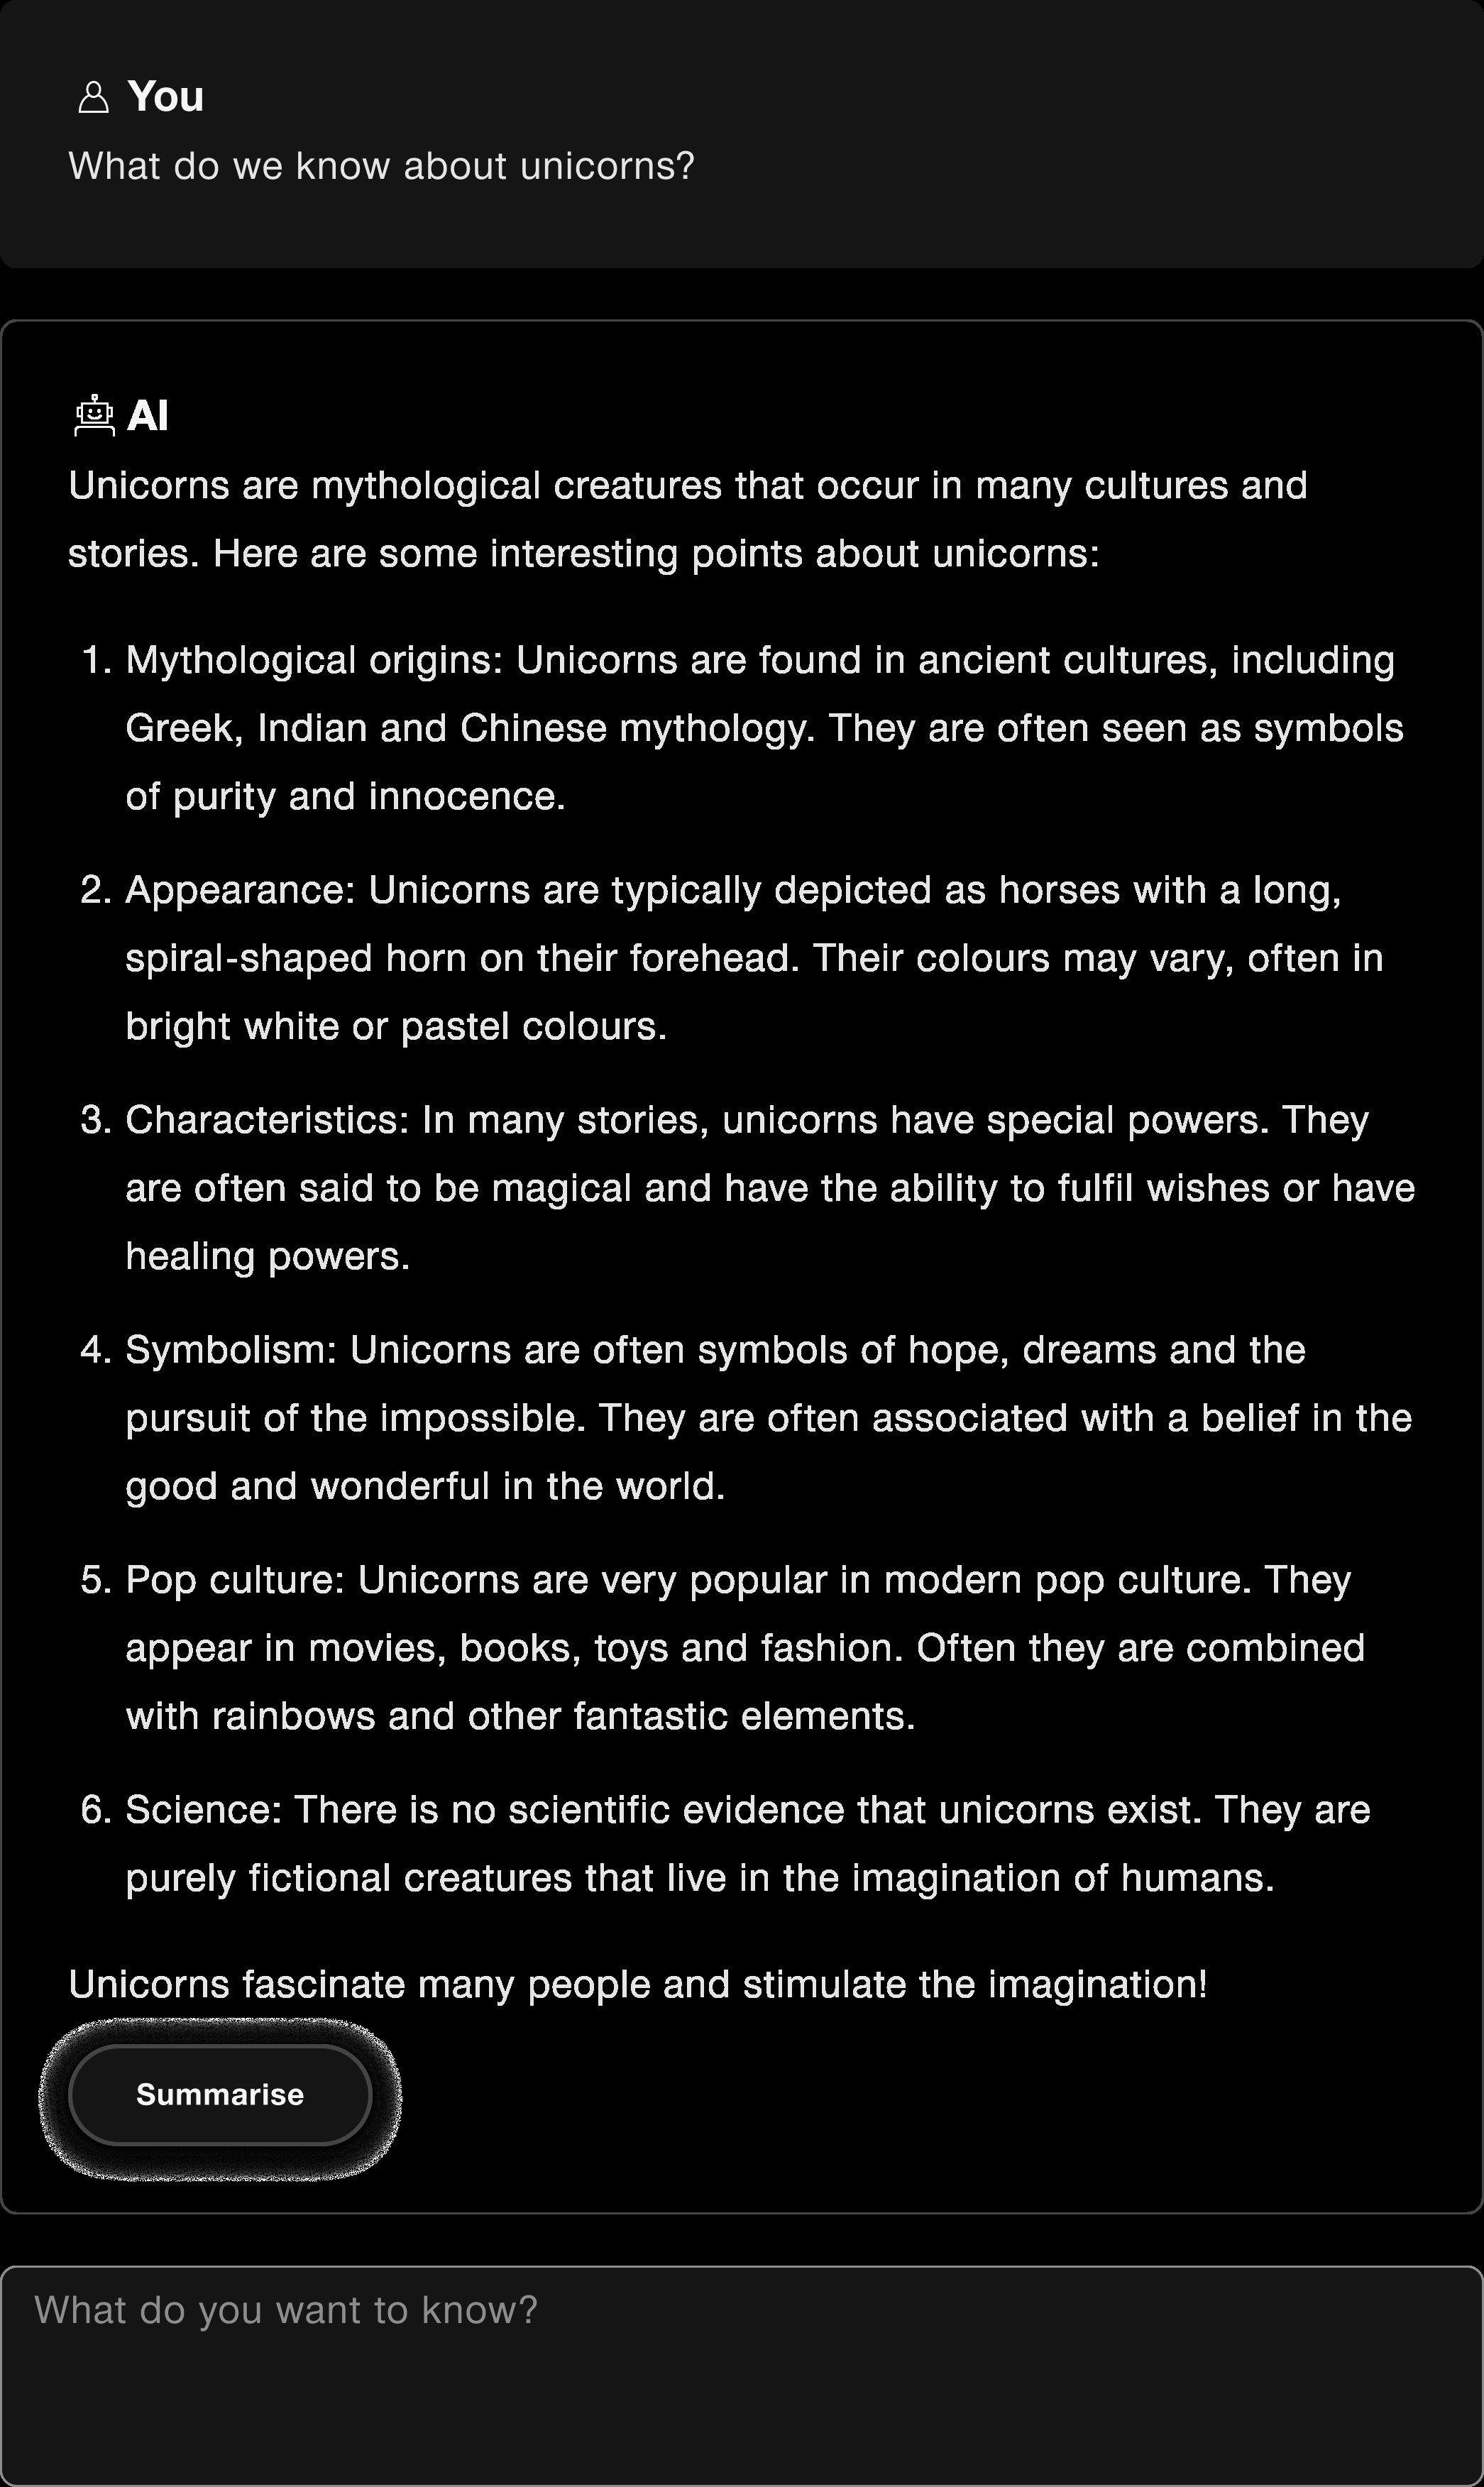 You
What do we know about unicorns?
AI
Unicorns are mythological creatures that occur in many cultures and
stories. Here are some interesting points about unicorns:
1. Mythological origins: Unicorns are found in ancient cultures, including
Greek, Indian and Chinese mythology. They are often seen as symbols
of purity and innocence.
2. Appearance: Unicorns are typically depicted as horses with a long,
spiral-shaped horn on their forehead. Their colours may vary, often in
bright white or pastel colours.
3. Characteristics: In many stories, unicorns have special powers. They
are often said to be magical and have the ability to fulfil wishes or have
healing powers.
4. Symbolism: Unicorns are often symbols of hope, dreams and the
pursuit of the impossible. They are often associated with a belief in the
good and wonderful in the world.
5. Pop culture: Unicorns are very popular in modern pop culture. They
appear in movies, books, toys and fashion. Often they are combined
with rainbows and other fantastic elements.
6. Science: There is no scientific evidence that unicorns exist. They are
purely fictional creatures that live in the imagination of humans.
Unicorns fascinate many people and stimulate the imagination!
Summarise
What do you want to know?